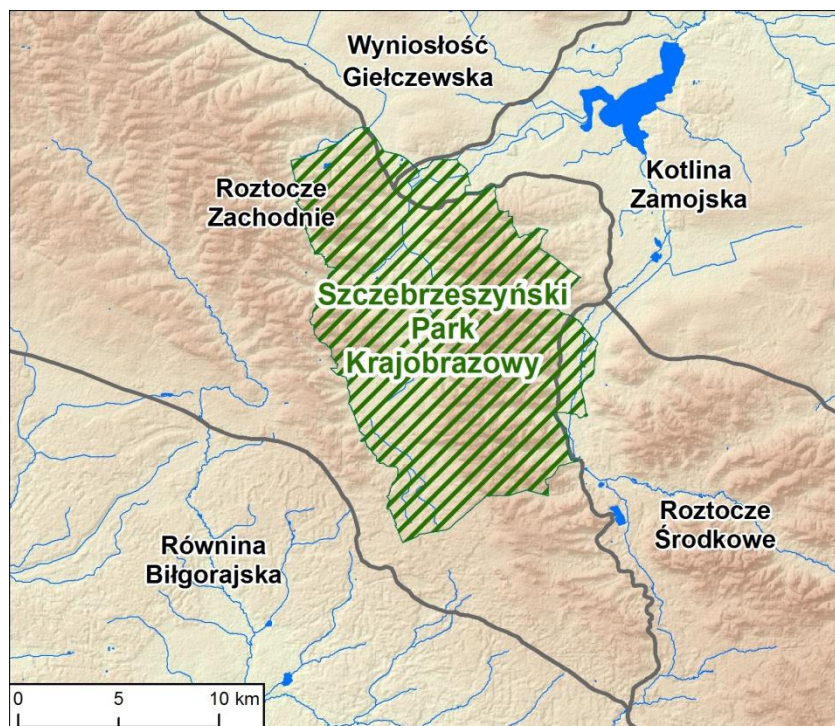 Wyniosłość
Giełczewska
Kotlina
Zamojska
Roztocze
Zachodnie
Szczebrzeszyński
Park
Krajobrazowy
Roztocze
Środkowe
Równina
Biłgorajska
0 5 10 km